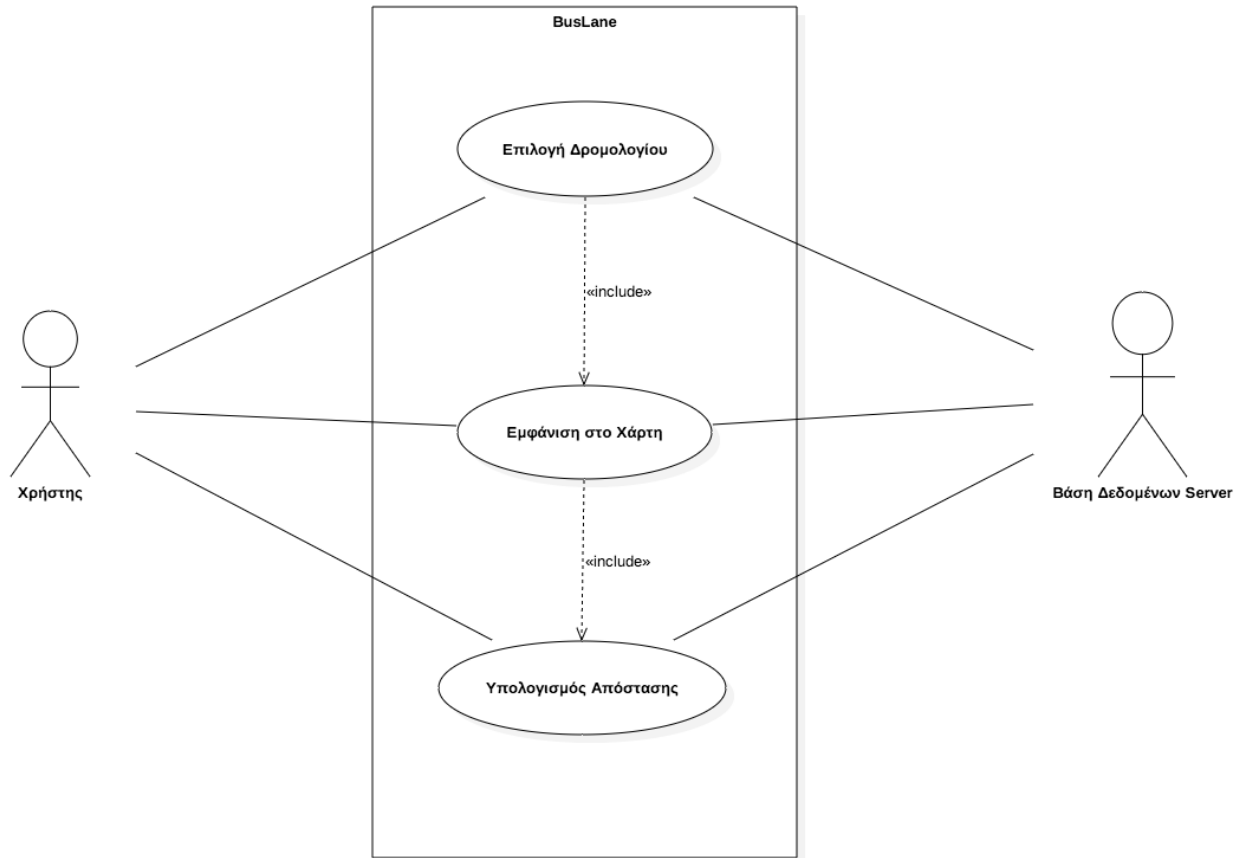 BusLane
Επιλογή Δρομολογίου
«include»
Εμφάνιση στο Χάρτη
Χρήστης
Βάση Δεδομένων Server
«include»
Υπολογισμός Απόστασης